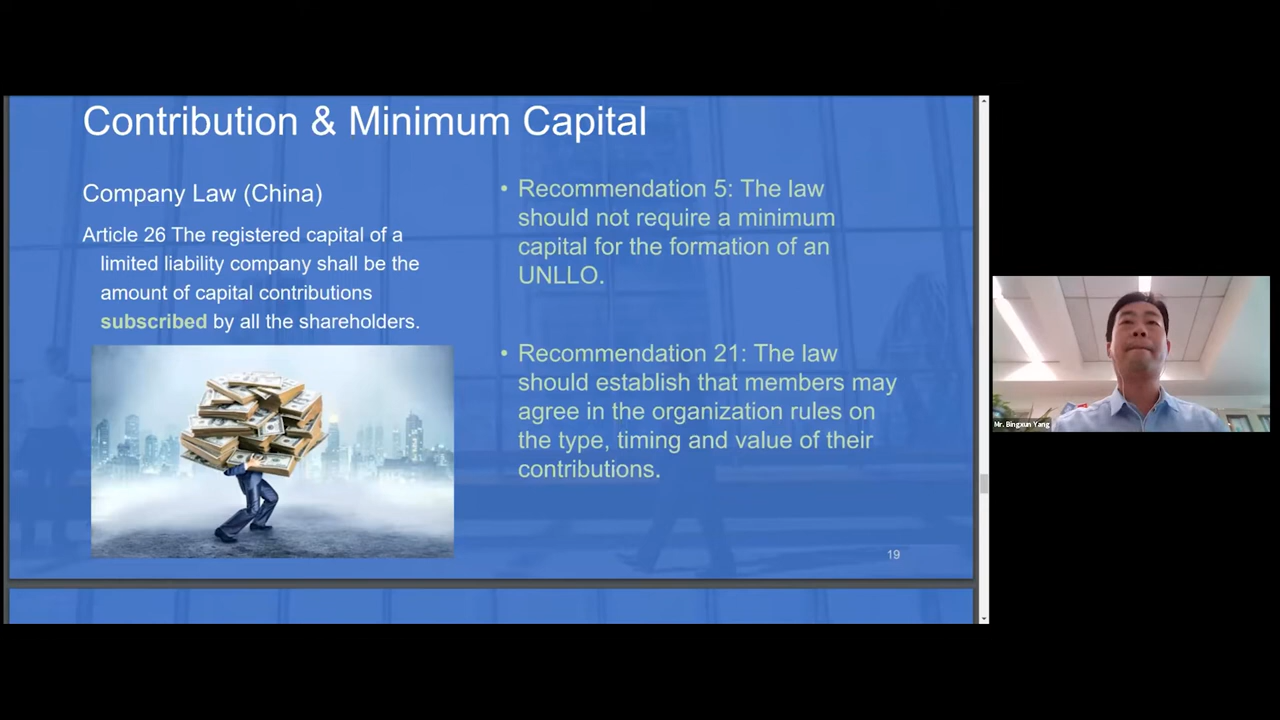 Contribution & Minimum Capital
Company Law (China)
Article 26 The registered capital of a
limited liability company shall be the
amount of capital contributions
subscribed by all the shareholders.
• Recommendation 5: The law
should not require a minimum
capital for the formation of an
UNLLO.
• Recommendation 21: The law
should establish that members may
agree in the organization rules on
the type, timing and value of their
contributions.
19
Mr. Bingxun Yang